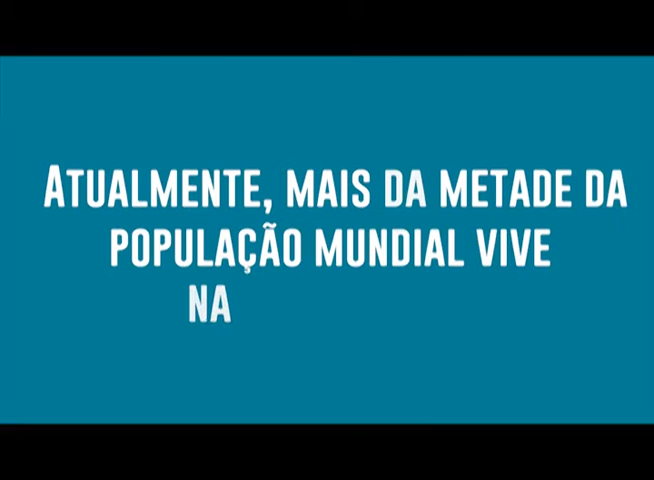 Atualmente, mais da metade da
população mundial vive
na